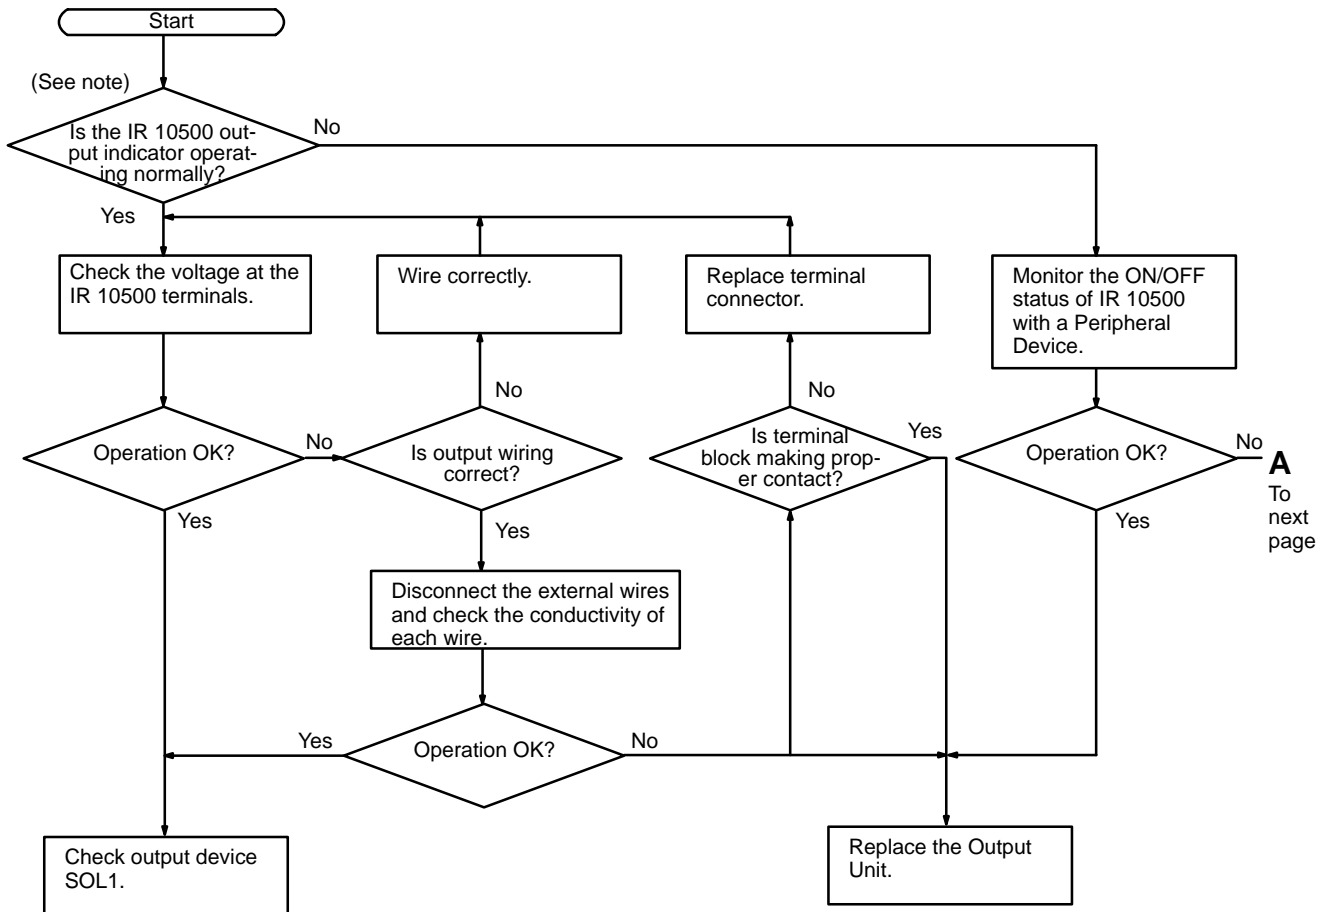 Start
(See note)
Is the IR 10500 out-
put indicator operat-
ing normally?
No
Yes
Check the voltage at the
IR 10500 terminals.
Wire correctly.
Replace terminal
connector.
Monitor the ON/OFF
status of IR 10500
with a Peripheral
Device.
No
No
Operation OK?
No
Is output wiring
correct?
Is terminal
block making prop-
er contact?
Yes
Operation OK?
No
A
To
next
page
Yes
Yes
Yes
Disconnect the external wires
and check the conductivity of
each wire.
Yes
Operation OK?
No
Check output device
SOL1.
Replace the Output
Unit.